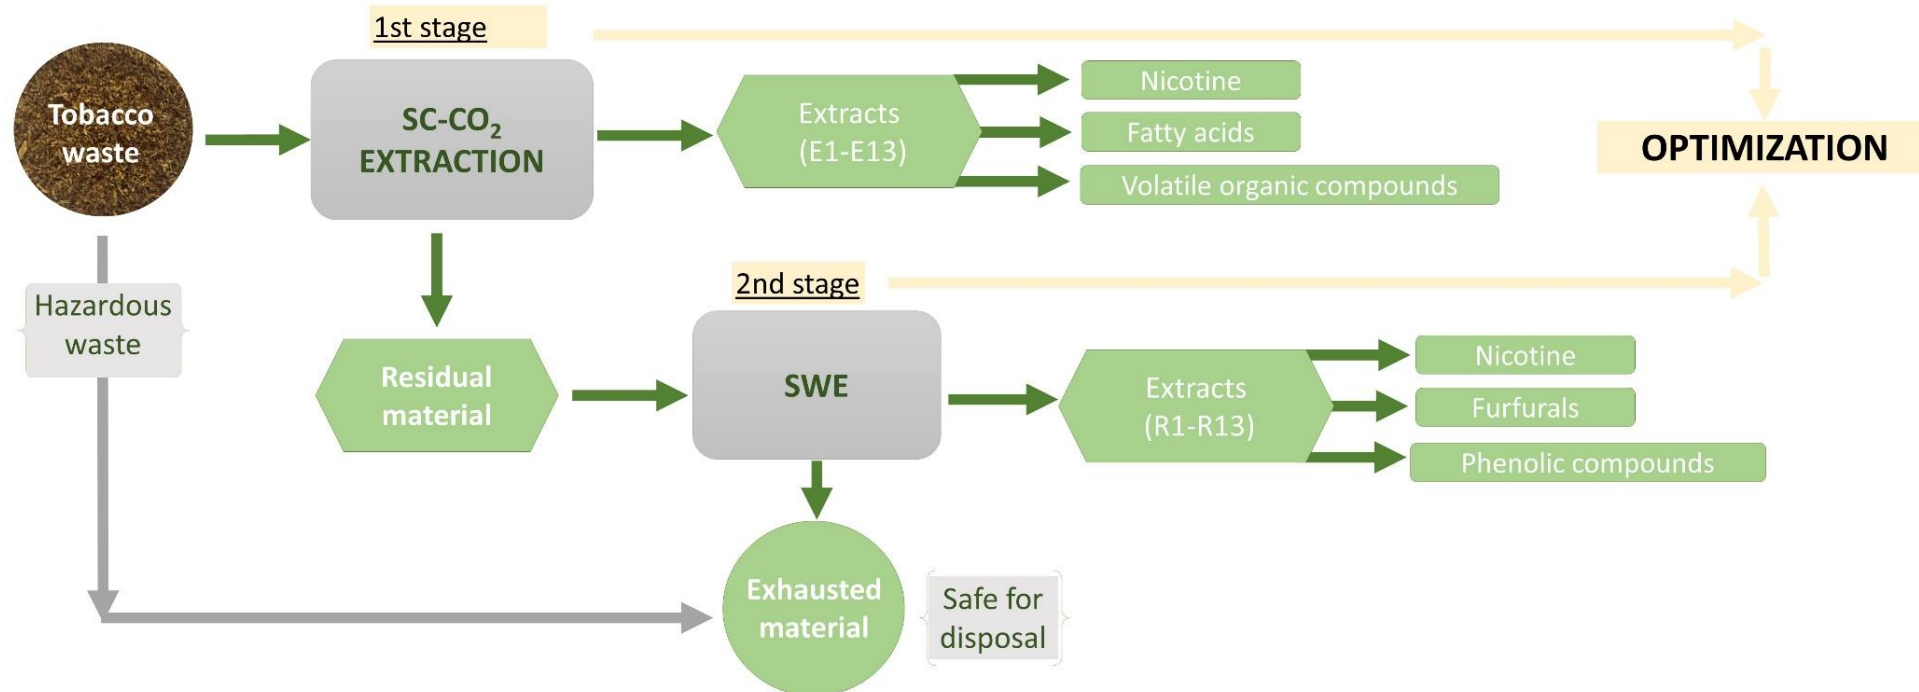 1st stage
Tobacco
waste
SC-CO₂
EXTRACTION
Extracts
(E1-E13)
Nicotine
Fatty acids
Volatile organic compounds
OPTIMIZATION
Hazardous
waste
2nd stage
Residual
material
SWE
Extracts
(R1-R13)
Nicotine
Furfurals
Phenolic compounds
Exhausted
material
Safe for
disposal